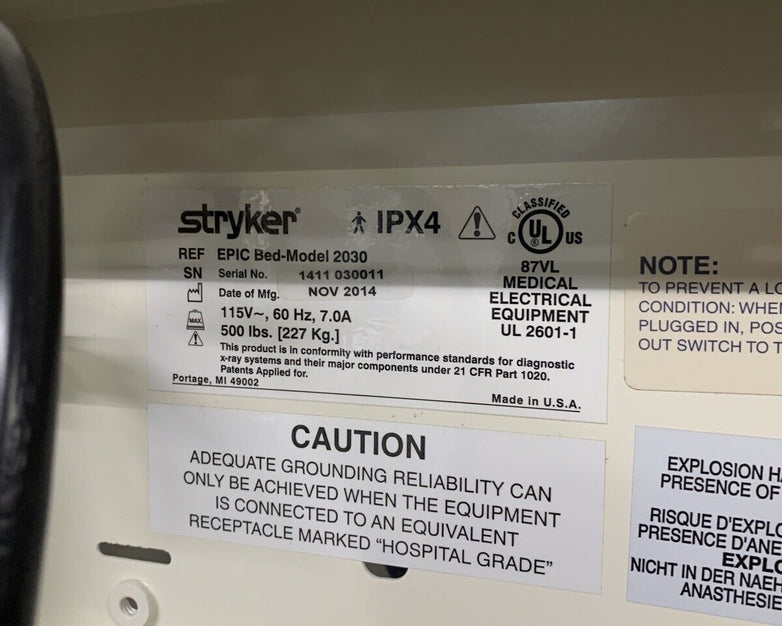 stryker®
IPX4
CLASSIFIED
C UL US
REF EPIC Bed-Model 2030
SN Serial No. 1411 030011
Date of Mfg. NOV 2014
MAX.
115V~, 60 Hz, 7.0A
500 lbs. [227 Kg.]
87VL
MEDICAL
ELECTRICAL
EQUIPMENT
UL 2601-1
This product is in conformity with performance standards for diagnostic
x-ray systems and their major components under 21 CFR Part 1020.
Patents Applied for.
Portage, MI 49002
Made in U.S.A.
CAUTION
ADEQUATE GROUNDING RELIABILITY CAN
ONLY BE ACHIEVED WHEN THE EQUIPMENT
IS CONNECTED TO AN EQUIVALENT
RECEPTACLE MARKED “HOSPITAL GRADE”
NOTE:
TO PREVENT A LO
CONDITION: WHEN
PLUGGED IN, POS
OUT SWITCH TO T
EXPLOSION HA
PRESENCE OF
RISQUE D'EXPLO
PRESENCE D'ANE
EXPLO
NICHT IN DER NAEH
ANASTHESIE